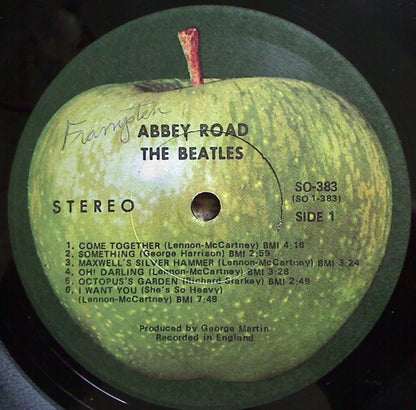 Frampton
ABBEY ROAD
THE BEATLES
STEREO
SO-383
(SO 1-383)
SIDE 1
1. COME TOGETHER (Lennon-McCartney) BMI 4:18
2. SOMETHING (George Harrison) BMI 2:59
3. MAXWELL'S SILVER HAMMER (Lennon-McCartney) BMI 3:24
4. OH! DARLING (Lennon-McCartney) BMI 3:28
5. OCTOPUS'S GARDEN (Richard Starkey) BMI 2:49
6. I WANT YOU (She's So Heavy)
(Lennon-McCartney) BMI 7:49
Produced by George Martin
Recorded in England